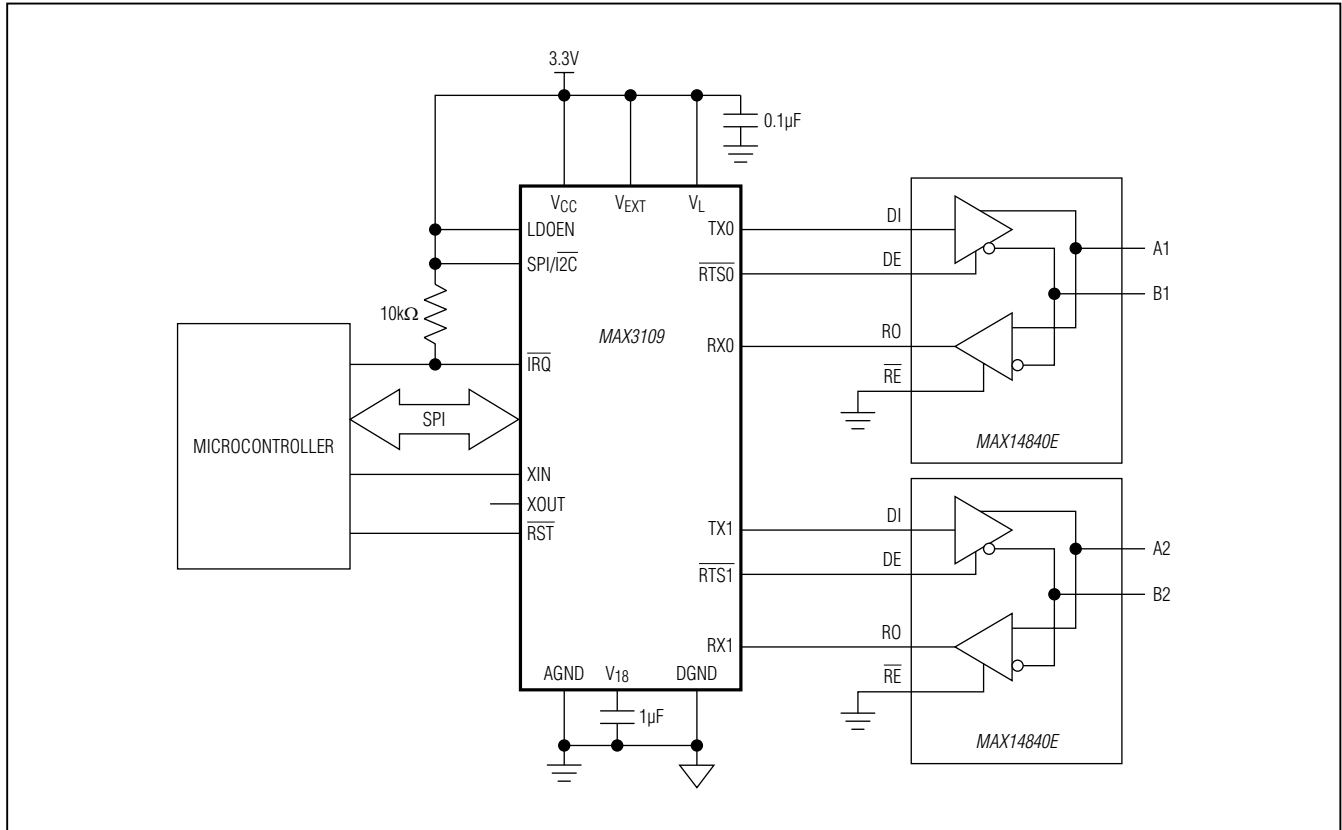 3.3V
0.1µF
VCC
VEXT
VL
LDOEN
SPI/I2C
10kΩ
IRQ
SPI
MICROCONTROLLER
XIN
XOUT
RST
MAX3109
TX0
RTS0
RX0
TX1
RTS1
RX1
AGND
V18
DGND
1µF
DI
DE
RO
RE
A1
B1
MAX14840E
DI
DE
RO
RE
A2
B2
MAX14840E